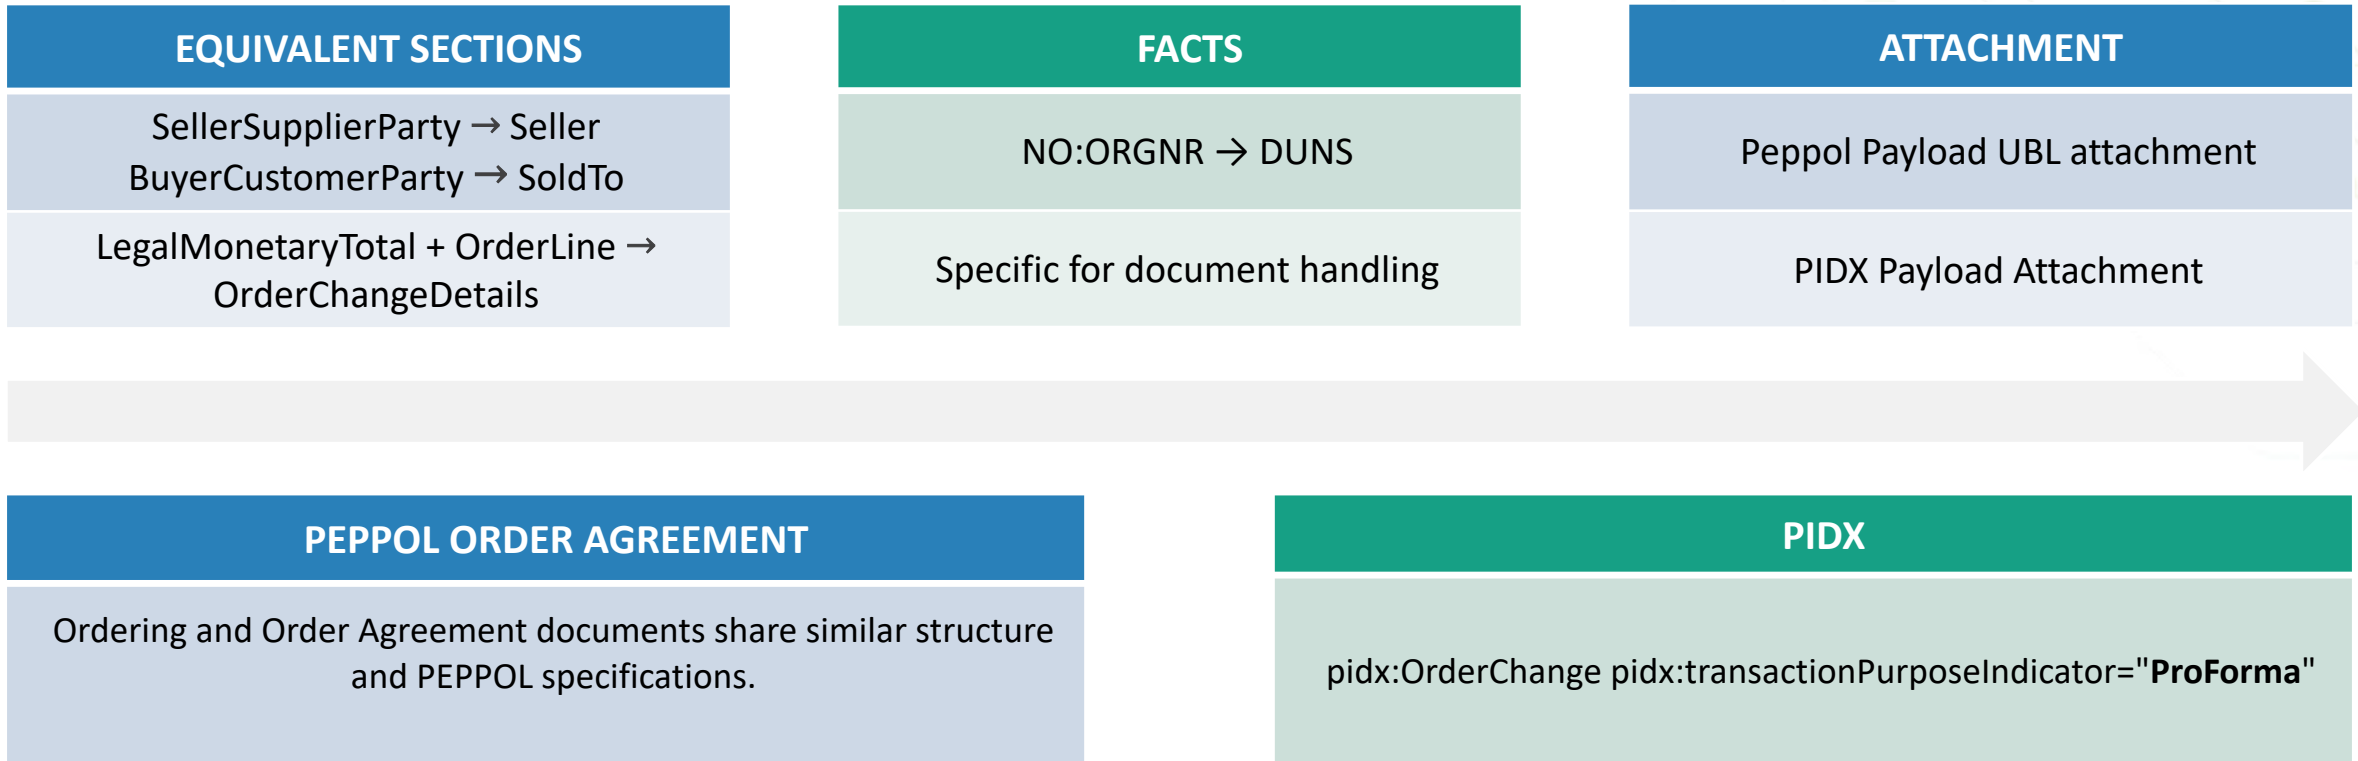 EQUIVALENT SECTIONS
SellerSupplierParty → Seller
BuyerCustomerParty → SoldTo
LegalMonetaryTotal + OrderLine →
OrderChangeDetails
FACTS
NO:ORGNR → DUNS
Specific for document handling
ATTACHMENT
Peppol Payload UBL attachment
PIDX Payload Attachment
PEPPOL ORDER AGREEMENT
Ordering and Order Agreement documents share similar structure
and PEPPOL specifications.
PIDX
pidx:OrderChange pidx:transactionPurposeIndicator="ProForma"